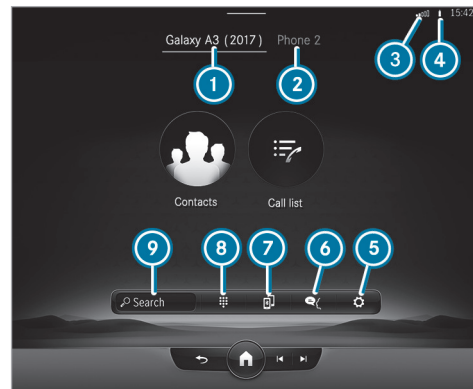 15:42
Galaxy A3 (2017) Phone 2
3 4
1 2
Contacts Call list
9 8 7 6 5
Search